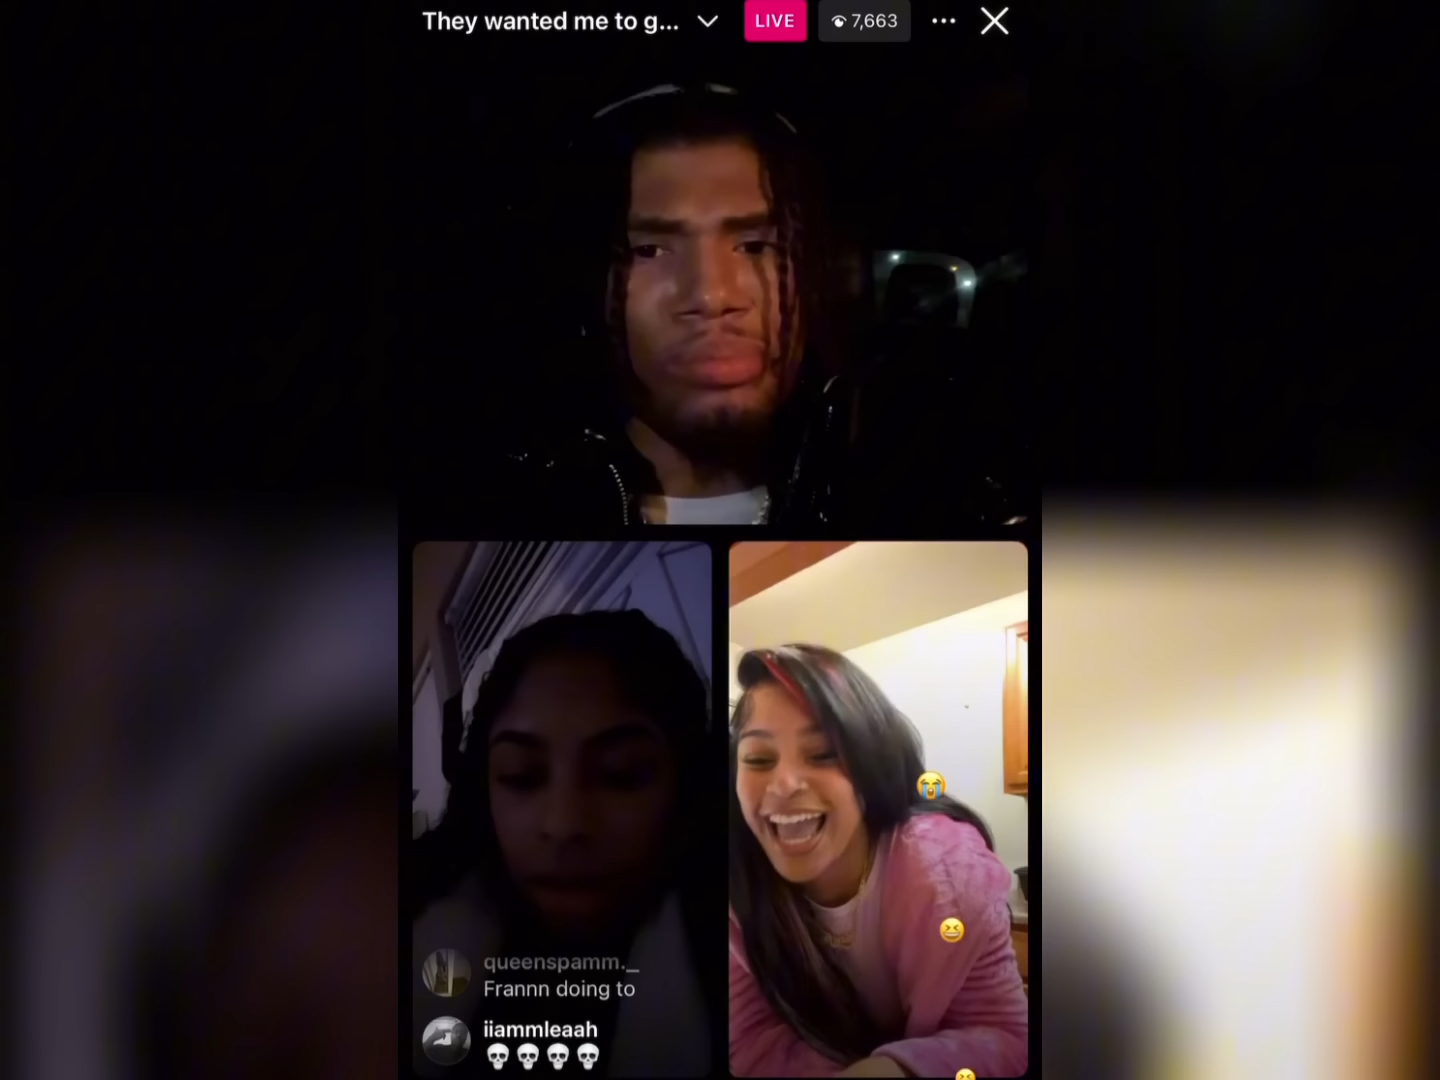 They wanted me to g...
LIVE
7,663
queenspamm._
Frannn doing to
iiammleaah
💀💀💀💀